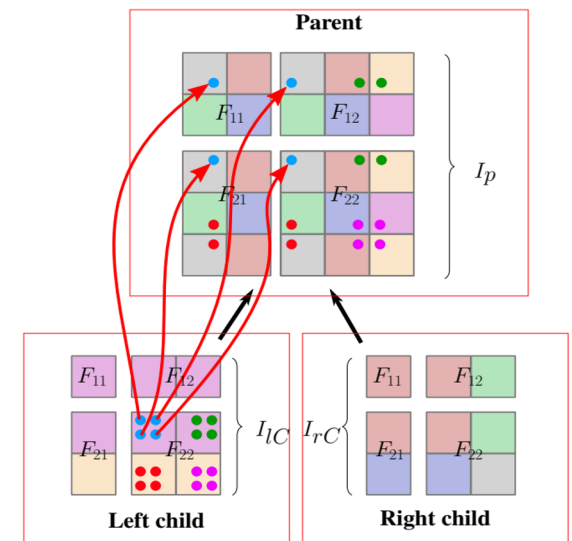 Parent
F11 F12
F21 F22
Ip
F11 F12
F21 F22
IlC
IrC
F11 F12
F21 F22
Left child
Right child